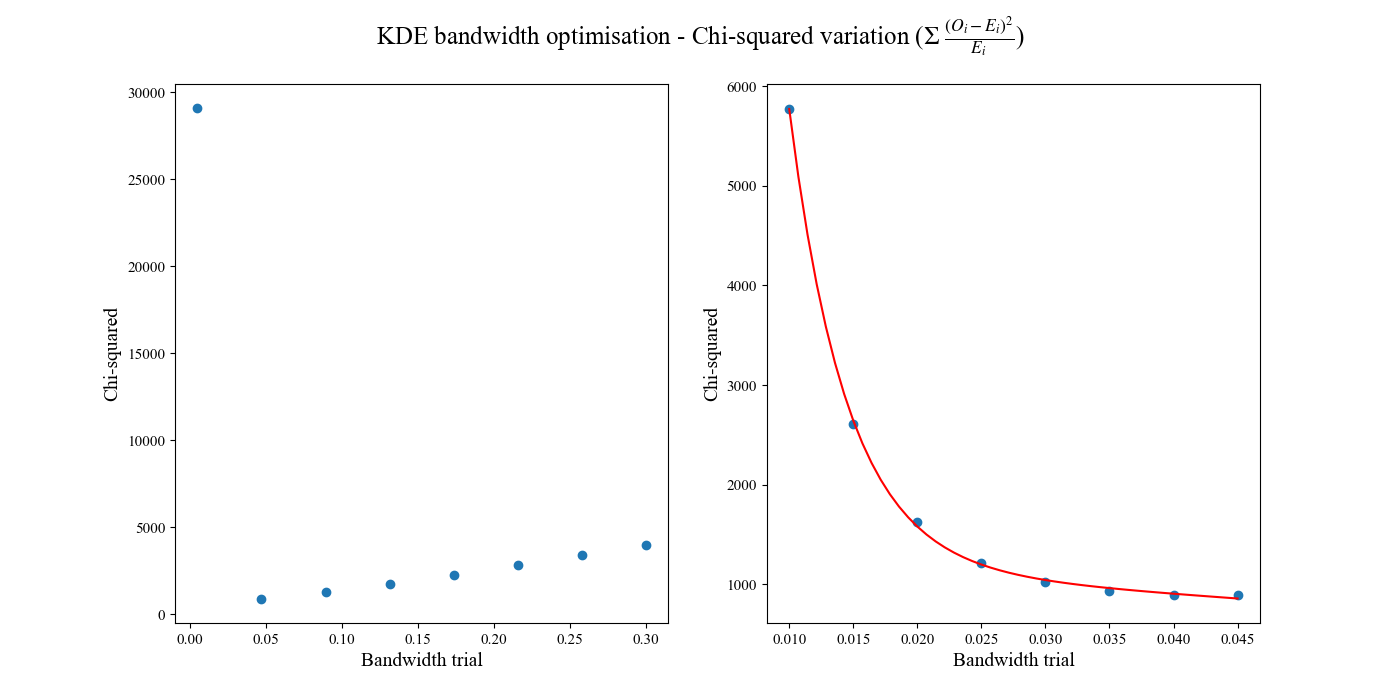 KDE bandwidth optimisation - Chi-squared variation (Σ (O_i − E_i)^2 / E_i)
30000
25000
20000
15000
10000
5000
0
Chi-squared
0.00 0.05 0.10 0.15 0.20 0.25 0.30
Bandwidth trial
6000
5000
4000
3000
2000
1000
Chi-squared
0.010 0.015 0.020 0.025 0.030 0.035 0.040 0.045
Bandwidth trial